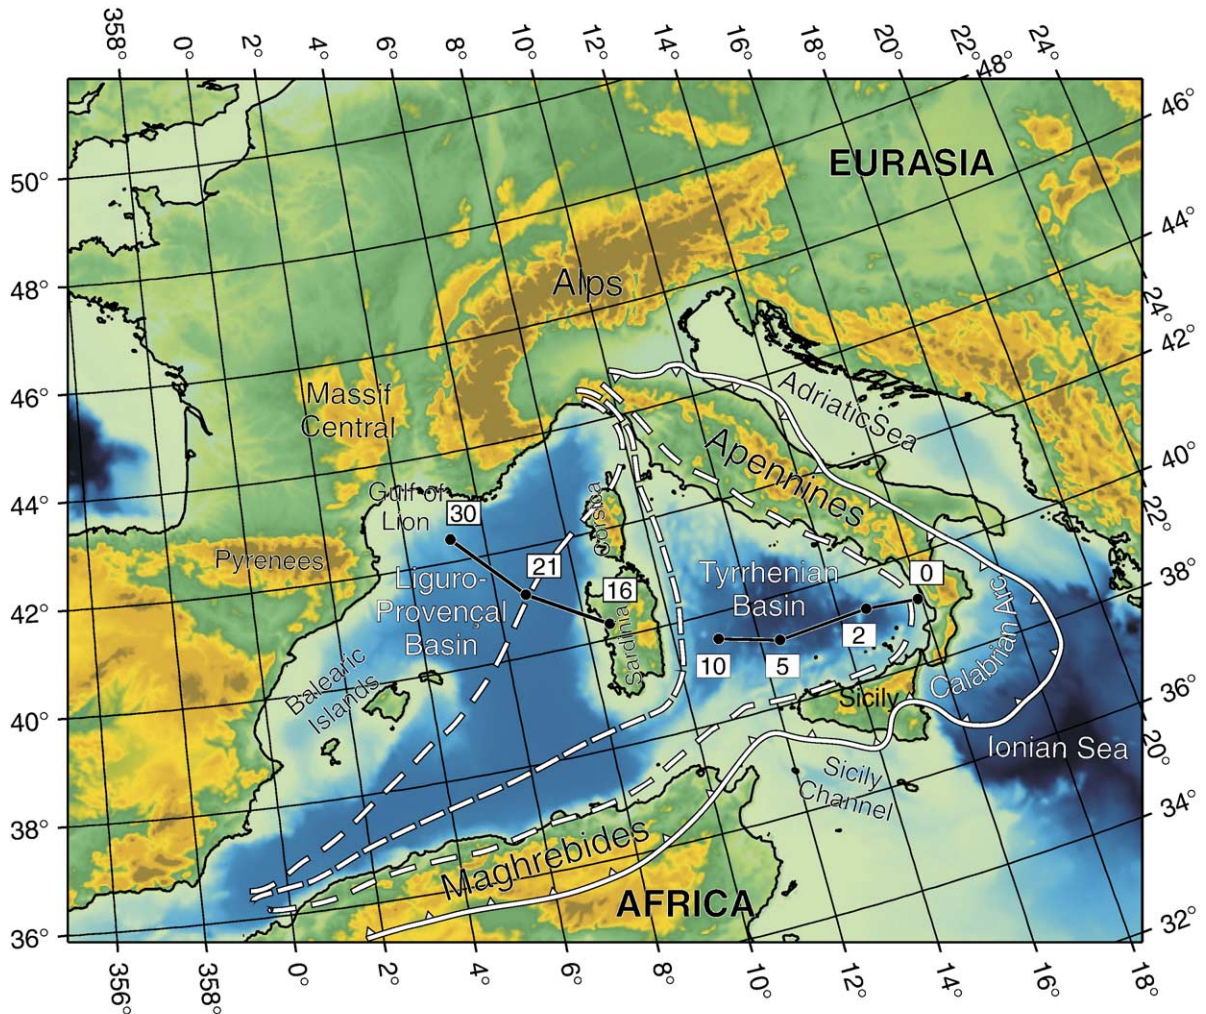 358°
0°
2°
4°
6°
8°
10°
12°
14°
16°
18°
20°
22°
24°
48°
46°
50°
EURASIA
44°
48°
Alps
24°
42°
46°
Massif
Central
Adriatic Sea
Apennines
40°
44°
Gulf of
Lion
30
Corsica
22°
Pyrenees
21
0
38°
Liguro-
Provençal
Basin
16
Tyrrhenian
Basin
42°
Sardinia
2
10
5
Calabrian Arc
36°
Balearic
Islands
Sicily
40°
Ionian Sea
20°
Sicily
Channel
34°
38°
Maghrebides
AFRICA
32°
36°
356°
358°
0°
4°
6°
8°
10°
12°
14°
16°
18°